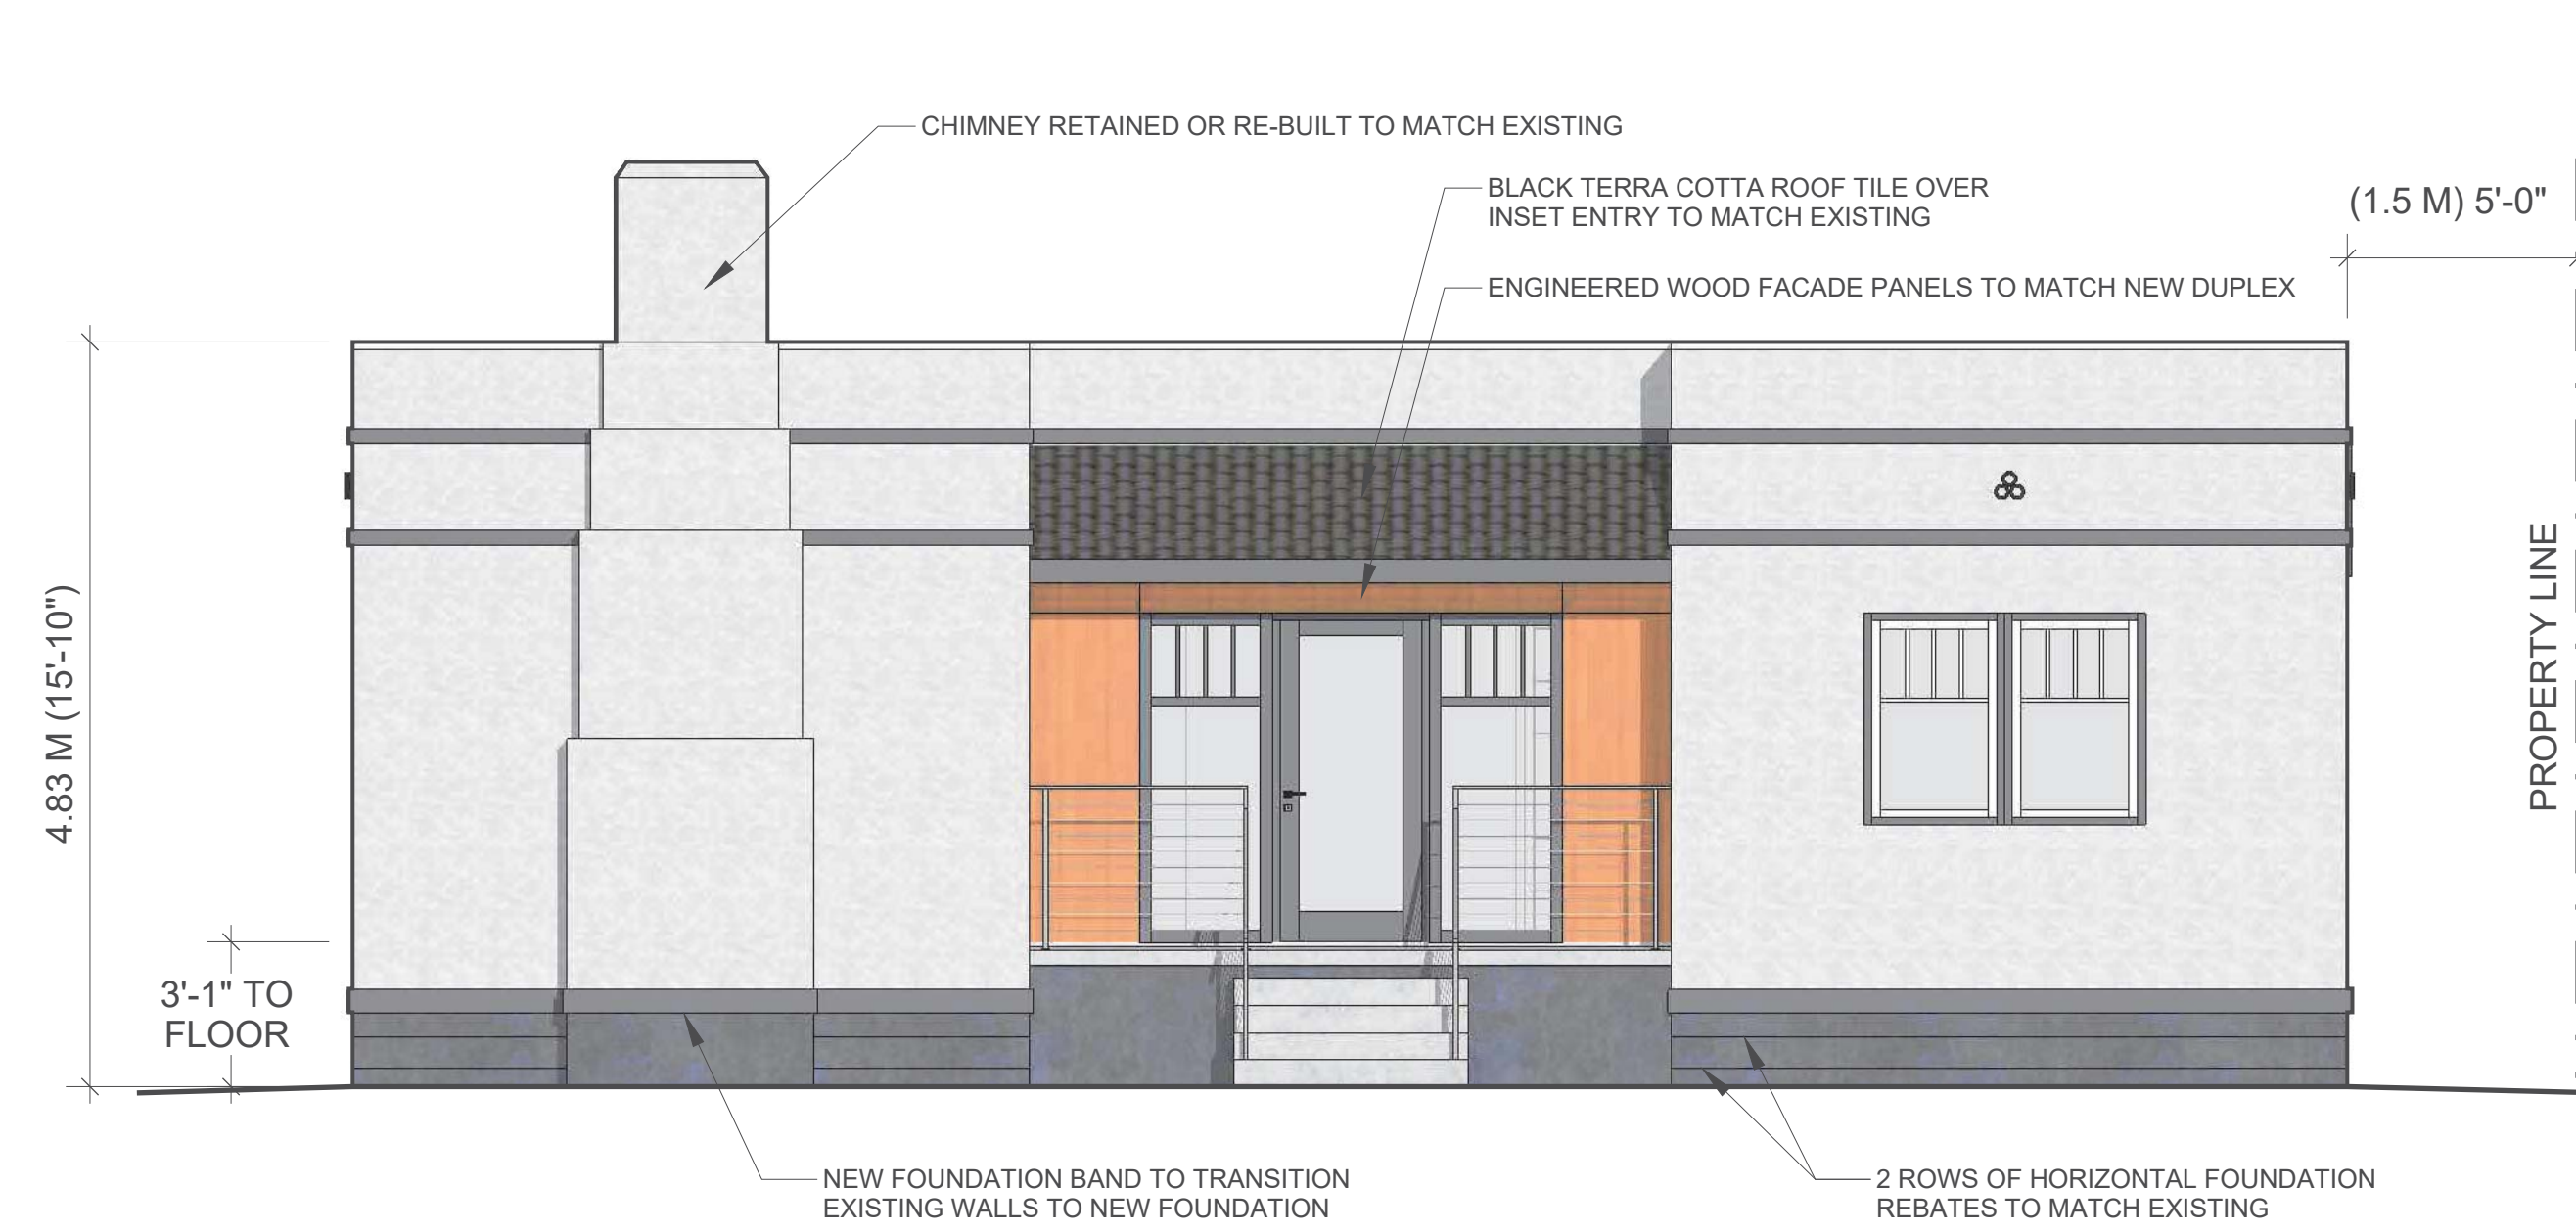 CHIMNEY RETAINED OR RE-BUILT TO MATCH EXISTING
BLACK TERRA COTTA ROOF TILE OVER
INSET ENTRY TO MATCH EXISTING
(1.5 M) 5'-0"
ENGINEERED WOOD FACADE PANELS TO MATCH NEW DUPLEX
4.83 M (15'-10")
PROPERTY LINE
3'-1" TO
FLOOR
NEW FOUNDATION BAND TO TRANSITION
EXISTING WALLS TO NEW FOUNDATION
2 ROWS OF HORIZONTAL FOUNDATION
REBATES TO MATCH EXISTING